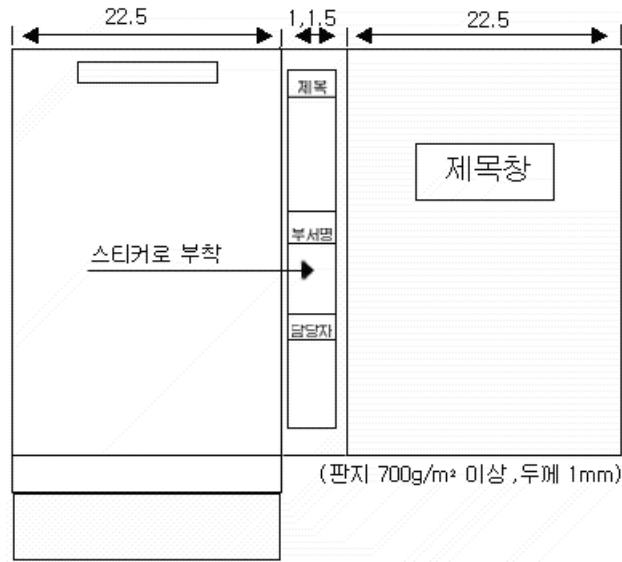 22.5
1,1.5
22.5
제목
제목창
부서명
스티커로 부착
담당자
(판지 700g/m² 이상 ,두께 1mm)